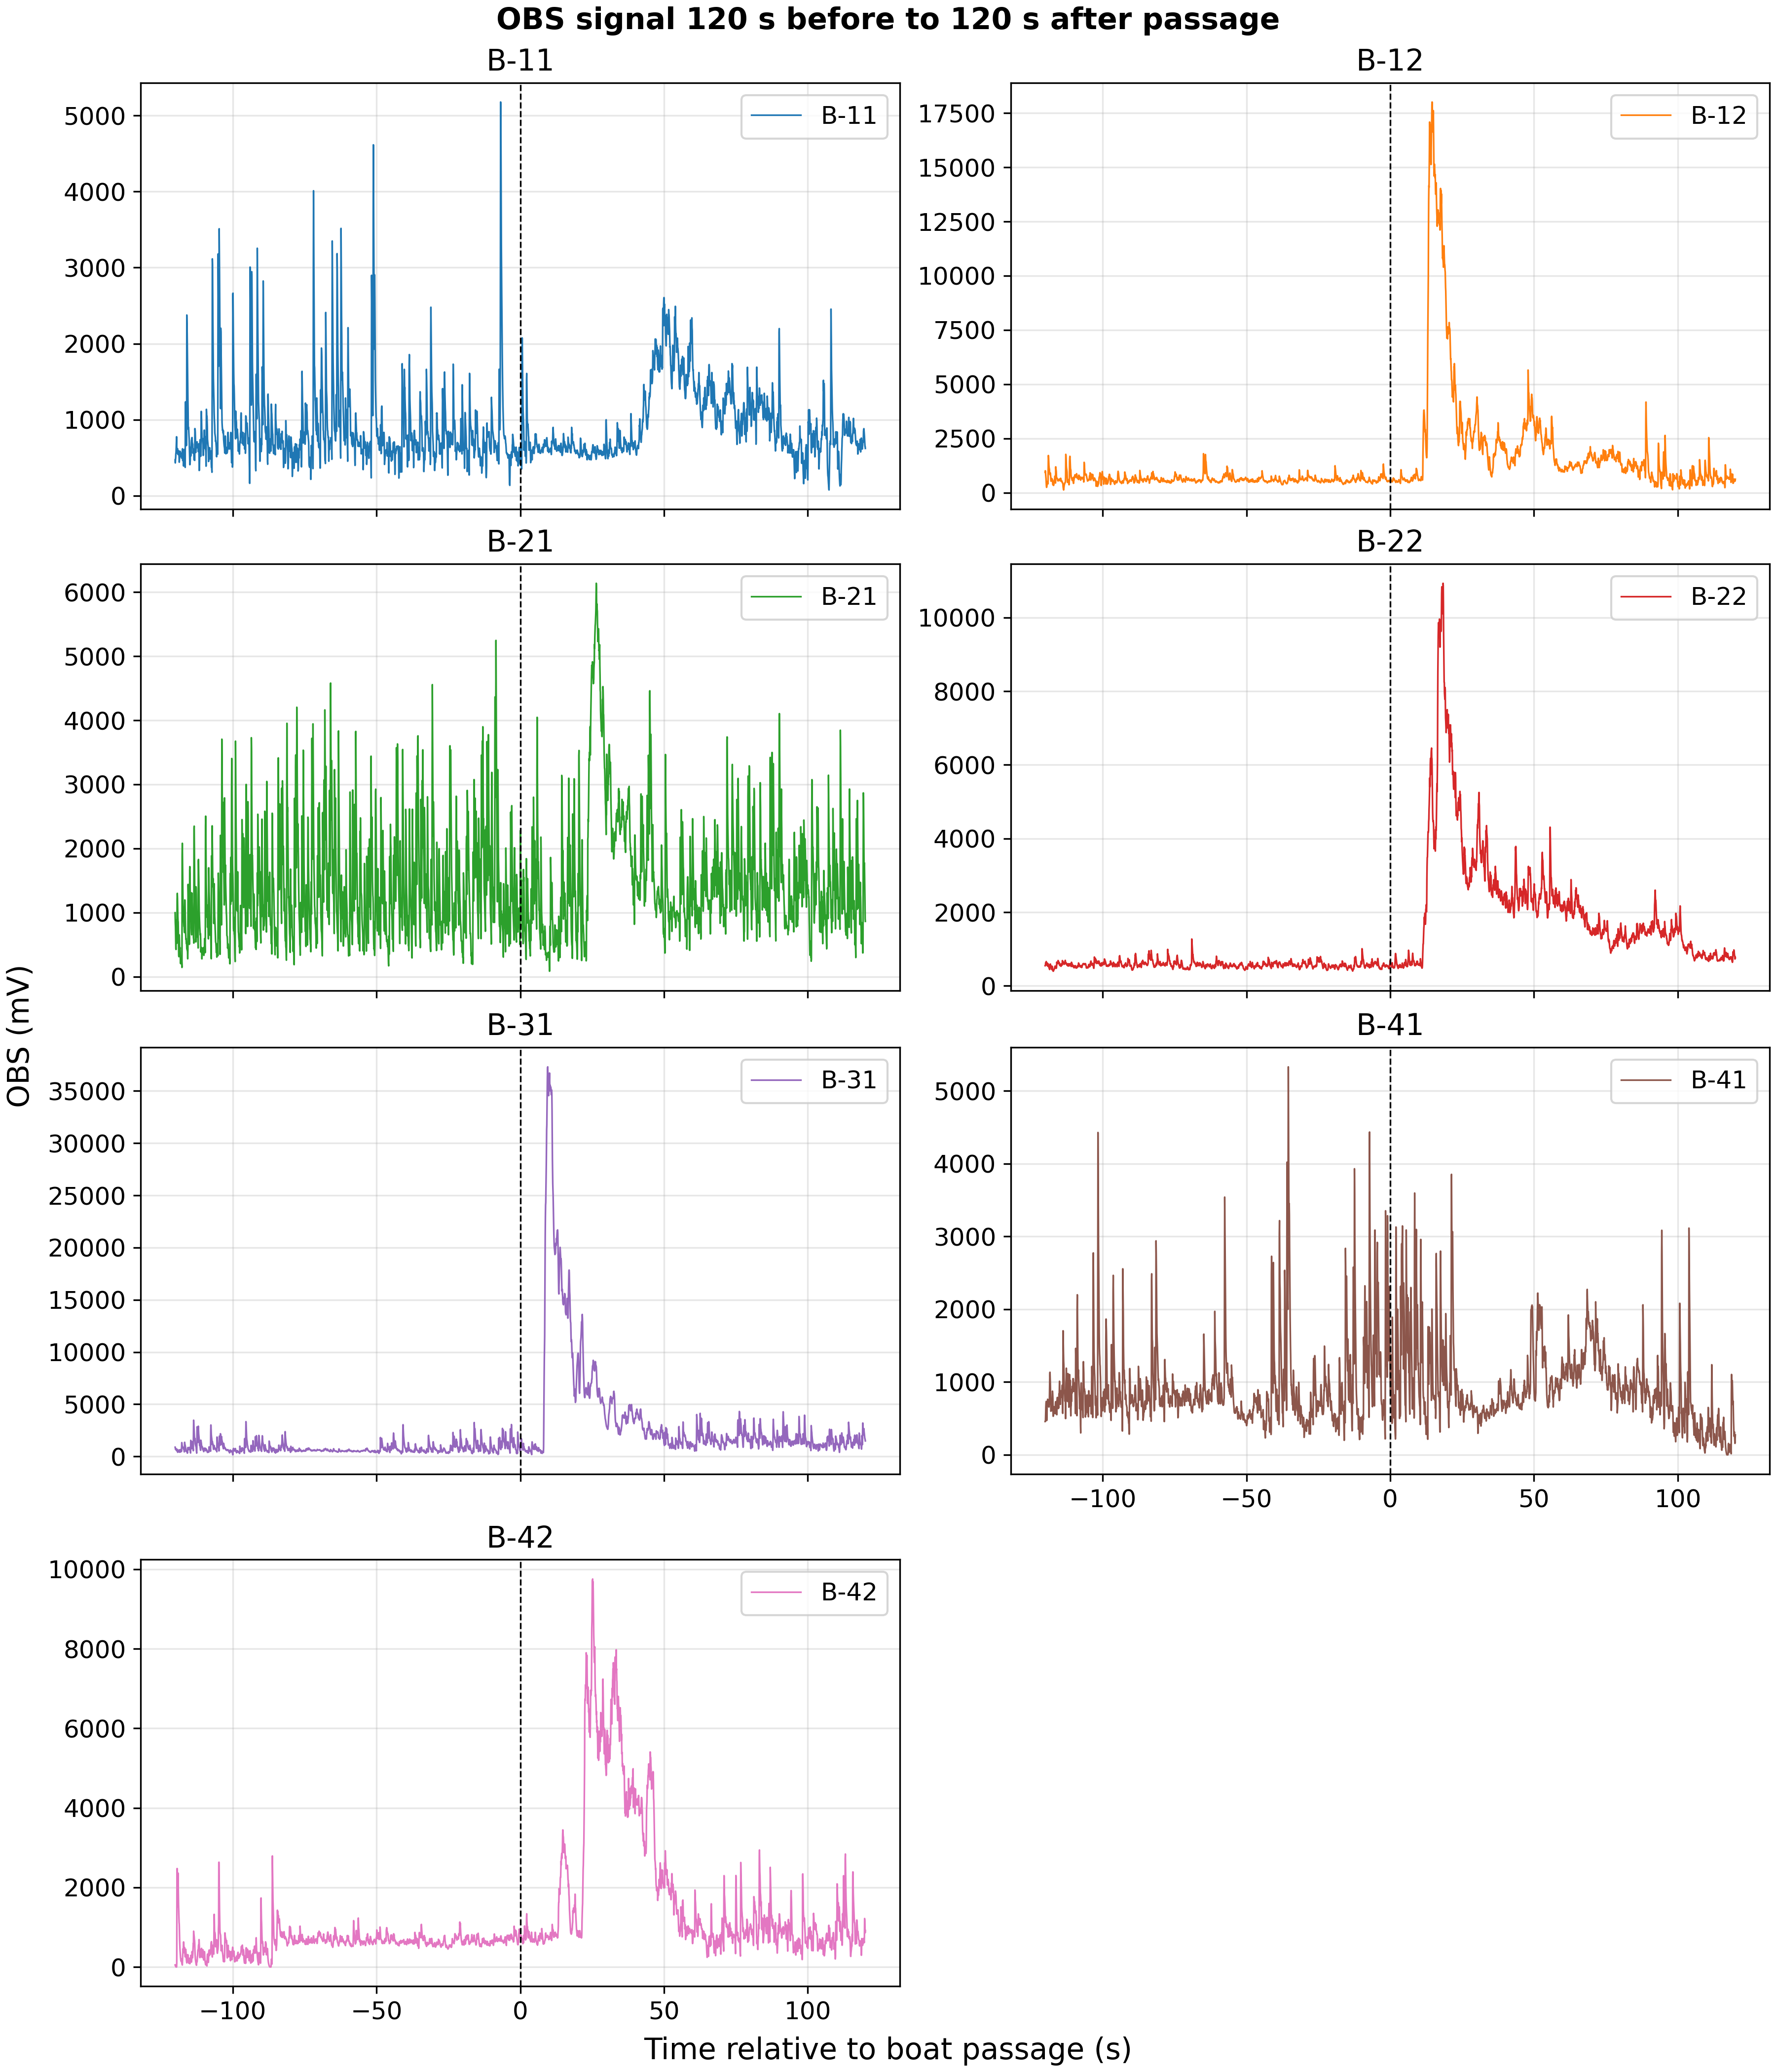 OBS signal 120 s before to 120 s after passage
B-11
B-11
5000
4000
3000
2000
1000
0
B-12
B-12
17500
15000
12500
10000
7500
5000
2500
0
B-21
B-21
6000
5000
4000
3000
2000
1000
0
B-22
B-22
10000
8000
6000
4000
2000
0
OBS (mV)
B-31
B-31
35000
30000
25000
20000
15000
10000
5000
0
B-41
B-41
5000
4000
3000
2000
1000
0
−100 −50 0 50 100
B-42
B-42
10000
8000
6000
4000
2000
0
−100 −50 0 50 100
Time relative to boat passage (s)